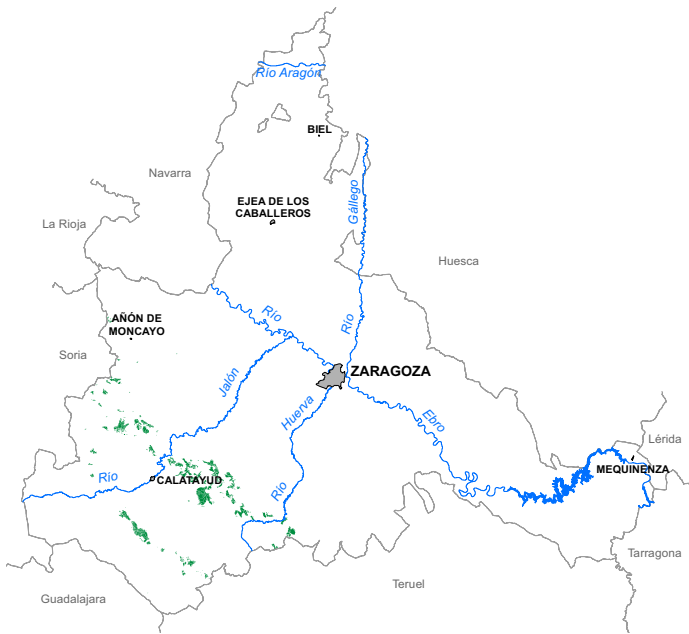 Río Aragón
BIEL
Navarra
Gállego
EJEA DE LOS
CABALLEROS
La Rioja
Huesca
Río
AÑÓN DE
MONCAYO
Río
Soria
ZARAGOZA
Jalón
Huerva
Ebro
Lérida
MEQUINENZA
Río
CALATAYUD
Río
Tarragona
Teruel
Guadalajara